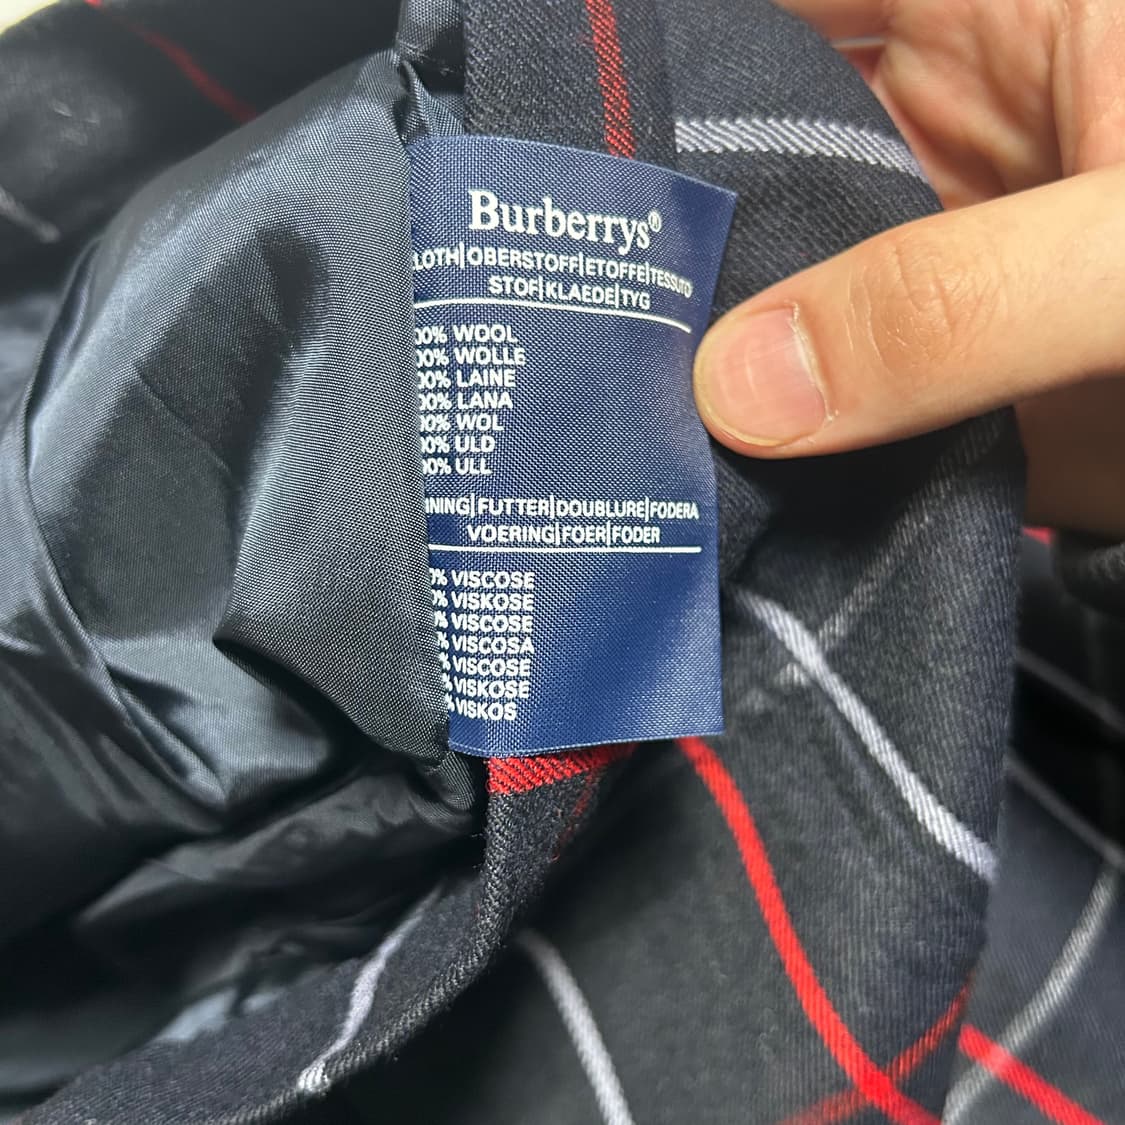 Burberrys®
LOTH|OBERSTOFF|ETOFFE|TESSUTO
STOF|KLAEDE|TYG
00% WOOL
00% WOLLE
00% LAINE
00% LANA
00% WOL
00% ULD
00% ULL
NING|FUTTER|DOUBLURE|FODERA
VOERING|FOER|FODER
% VISCOSE
% VISKOSE
% VISCOSE
% VISCOSA
% VISCOSE
% VISKOSE
% VISKOS